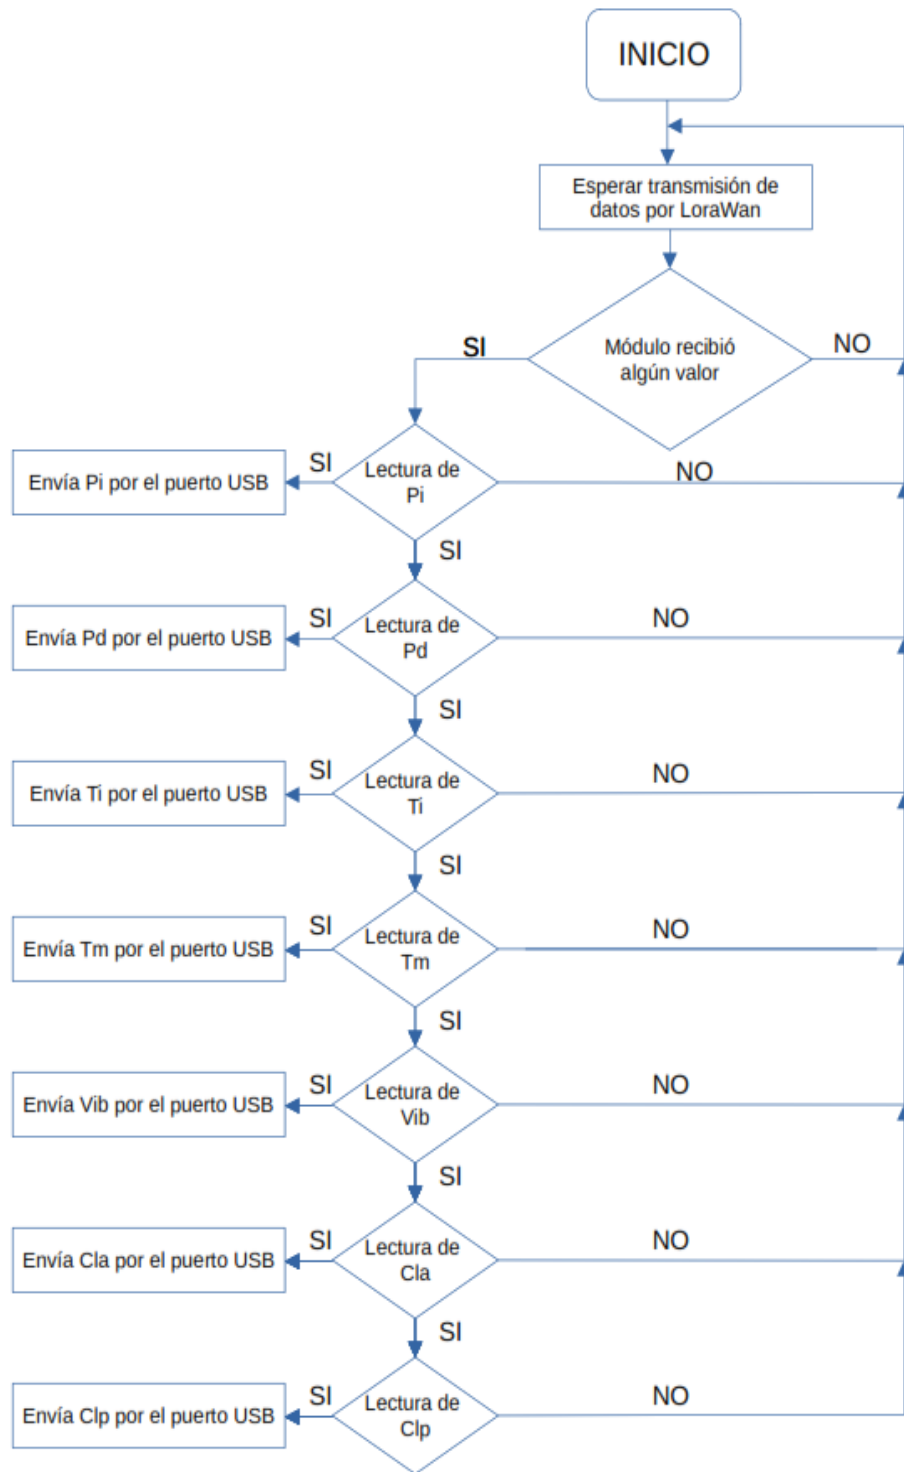 INICIO
Esperar transmisión de
datos por LoraWan
Módulo recibió
algún valor
SI
NO
Lectura de
Pi
SI
Envía Pi por el puerto USB
NO
SI
Lectura de
Pd
SI
Envía Pd por el puerto USB
NO
SI
Lectura de
Ti
SI
Envía Ti por el puerto USB
NO
SI
Lectura de
Tm
SI
Envía Tm por el puerto USB
NO
SI
Lectura de
Vib
SI
Envía Vib por el puerto USB
NO
SI
Lectura de
Cla
SI
Envía Cla por el puerto USB
NO
SI
Lectura de
Clp
SI
Envía Clp por el puerto USB
NO